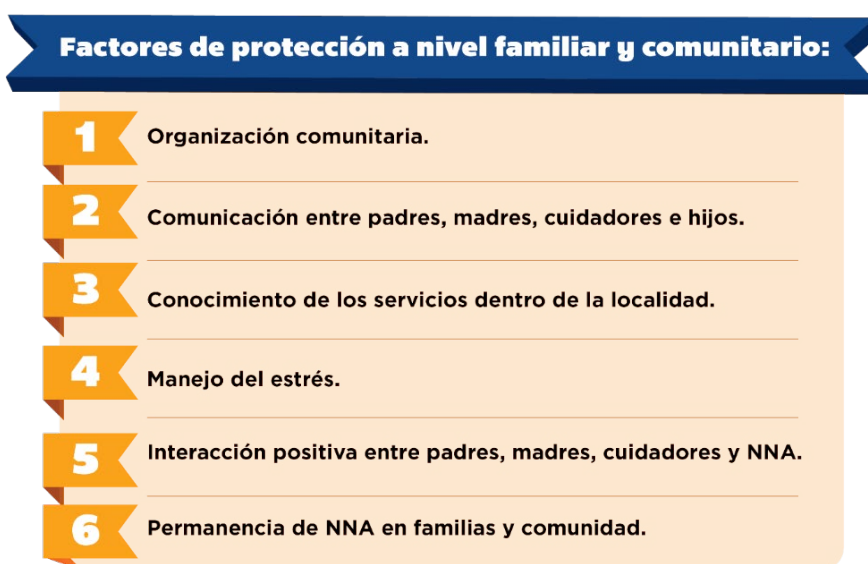 Factores de protección a nivel familiar y comunitario:
1 Organización comunitaria.
2 Comunicación entre padres, madres, cuidadores e hijos.
3 Conocimiento de los servicios dentro de la localidad.
4 Manejo del estrés.
5 Interacción positiva entre padres, madres, cuidadores y NNA.
6 Permanencia de NNA en familias y comunidad.